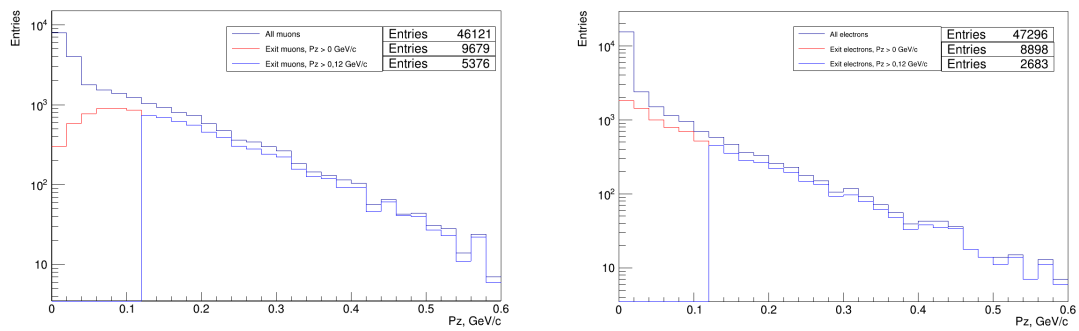 Entries
10⁴
10³
10²
10
All muons
Exit muons, Pz > 0 GeV/c
Exit muons, Pz > 0,12 GeV/c
Entries 46121
Entries 9679
Entries 5376
0 0.1 0.2 0.3 0.4 0.5 0.6
Pz, GeV/c
Entries
10⁴
10³
10²
10
All electrons
Exit electrons, Pz > 0 GeV/c
Exit electrons, Pz > 0,12 GeV/c
Entries 47296
Entries 8898
Entries 2683
0 0.1 0.2 0.3 0.4 0.5 0.6
Pz, GeV/c